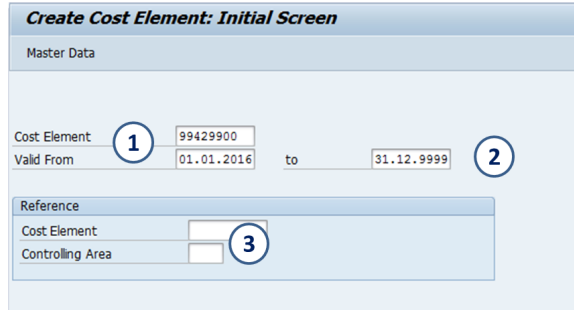 Create Cost Element: Initial Screen
Master Data
Cost Element 1 99429900
Valid From 01.01.2016 to 31.12.9999 2
Reference
Cost Element
3
Controlling Area